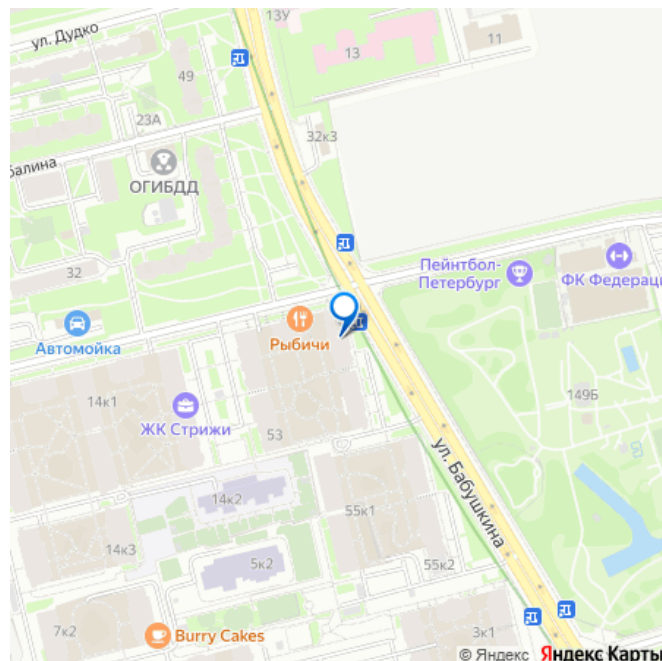 ул. Дудко
13У
13
11
49
23А
32к3
балина
ОГИБДД
32
Пейнтбол-
Петербург
ФК Федераци
Автомойка
Рыбичи
14к1
ЖК Стрижи
53
149Б
ул. Бабушкина
14к2
55к1
14к3
5к2
55к2
7к2
Burry Cakes
3к1
© Яндекс Яндекс Карты